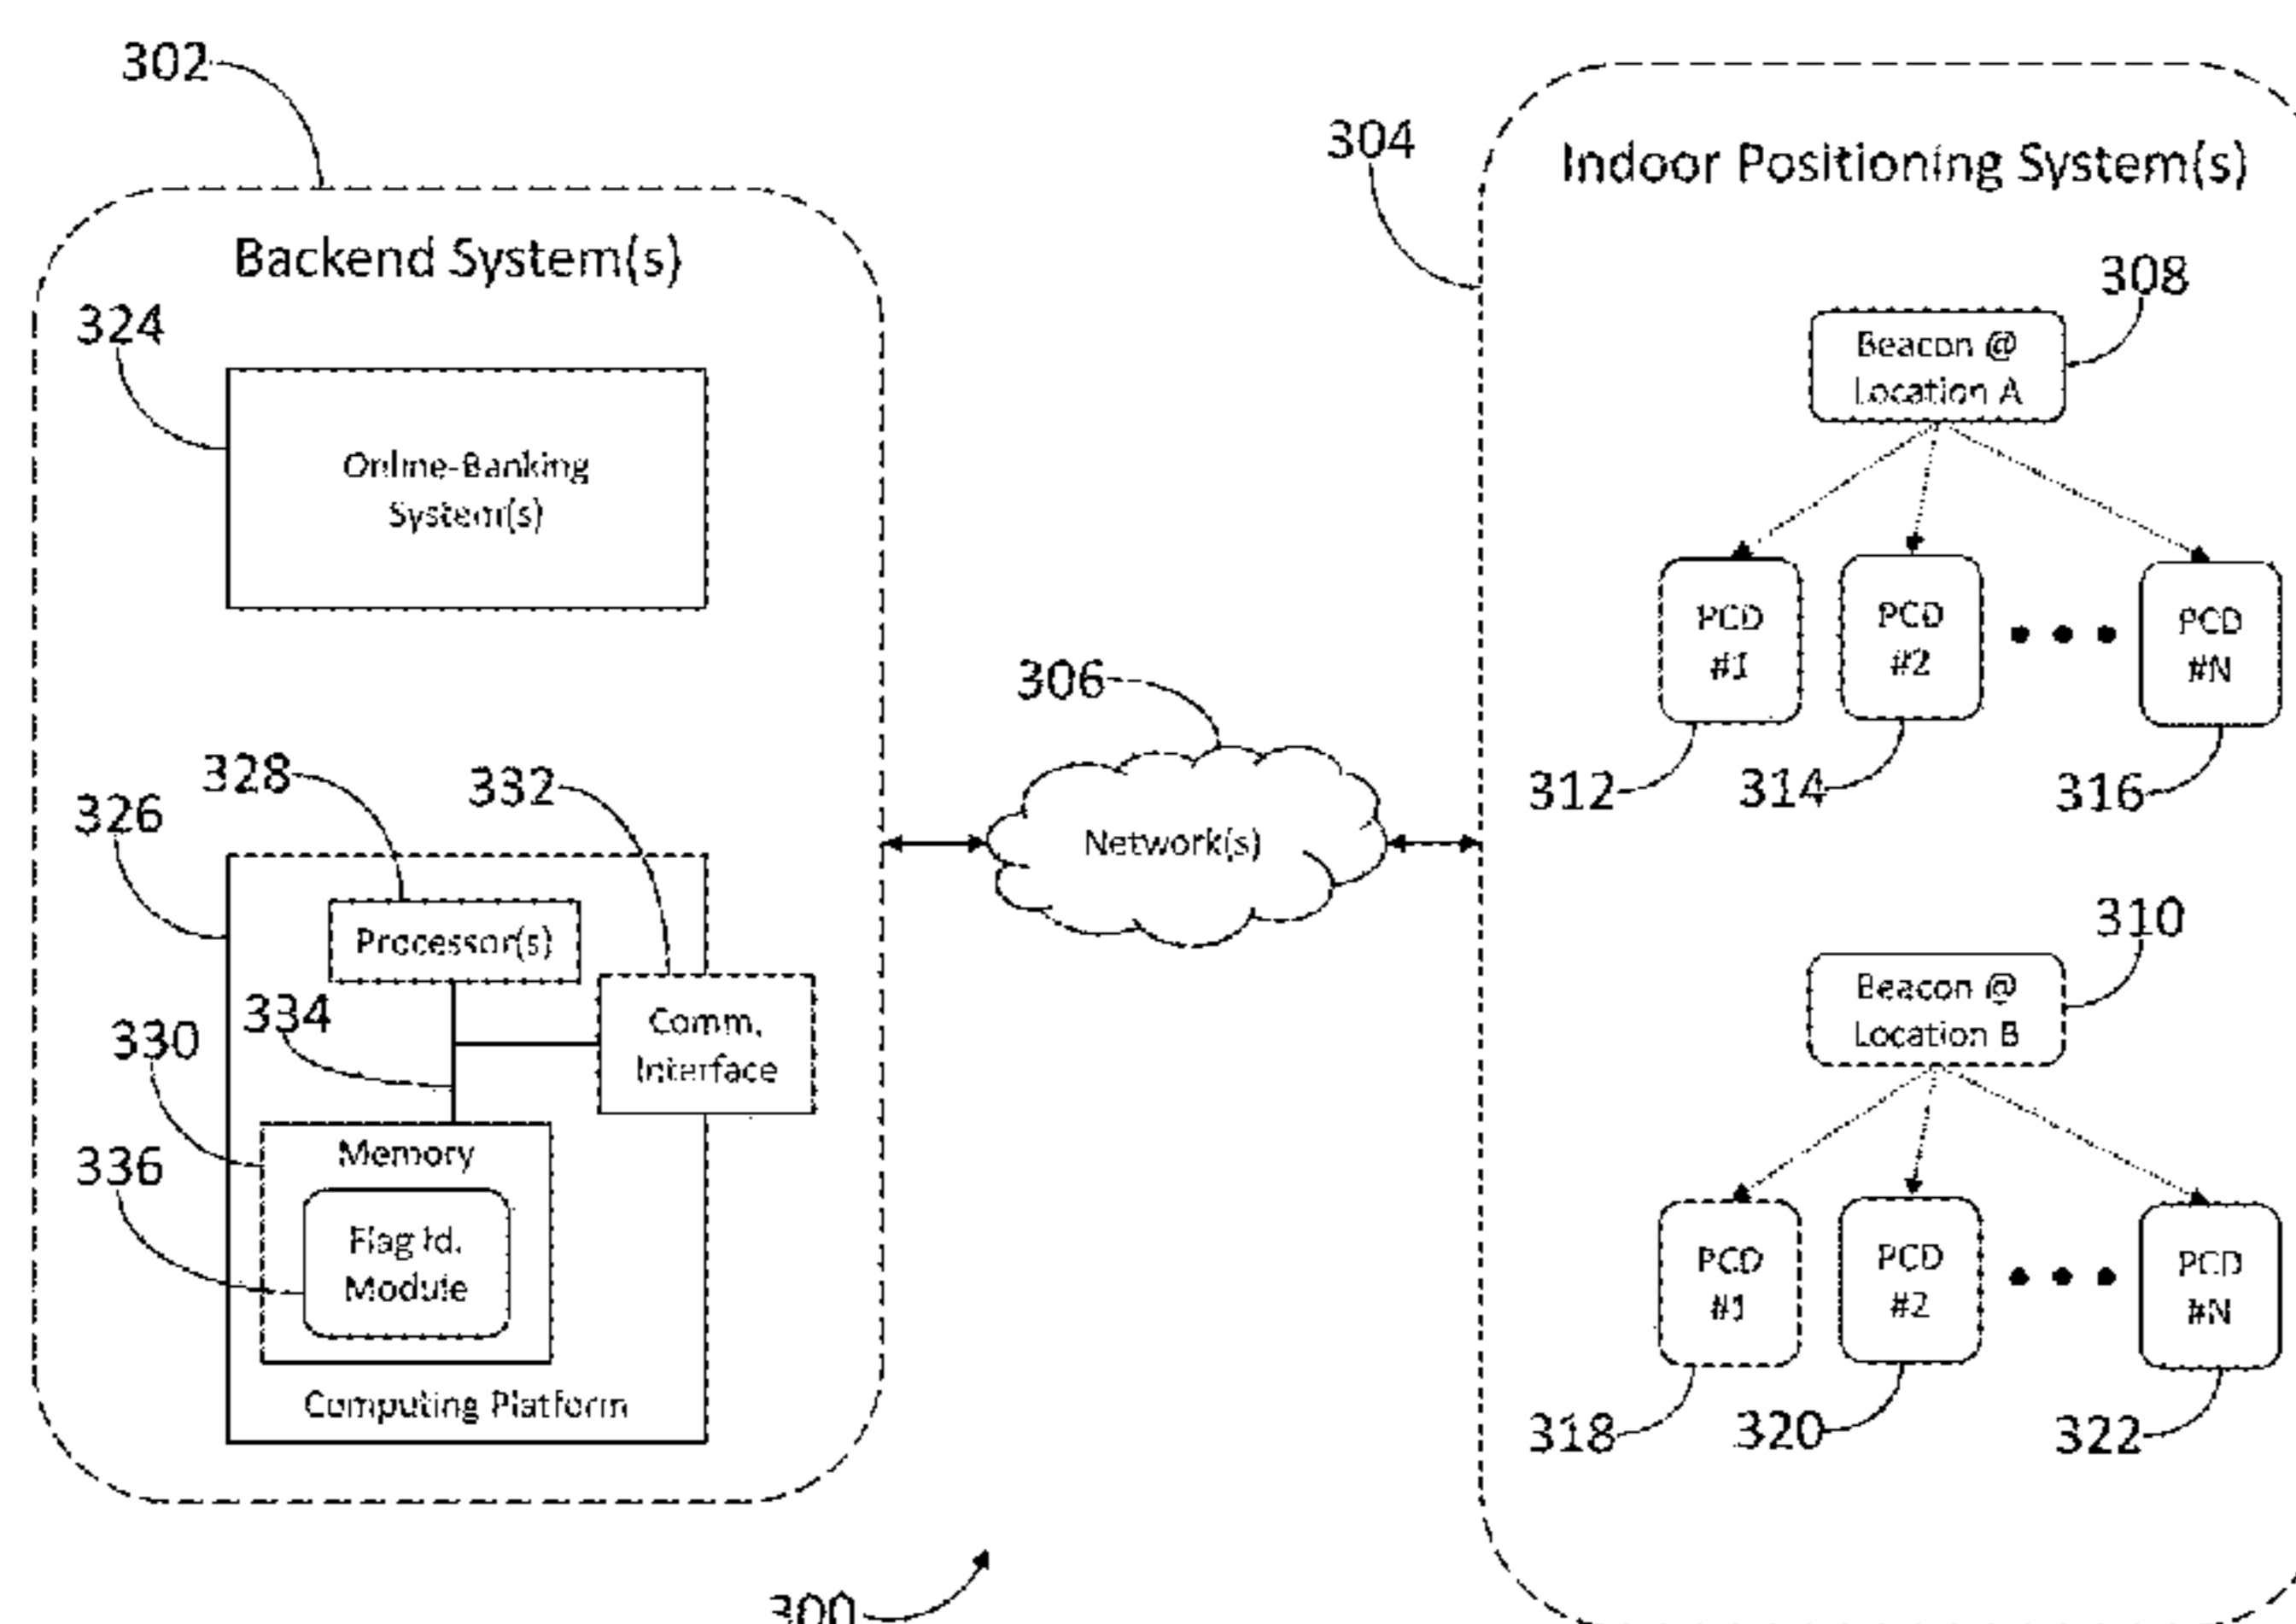 302
Backend System(s)
324
Online-Banking
System(s)
328
332
326
Processor(s)
334
330
Comm.
Interface
336
Memory
Flag Id.
Module
Computing Platform
306
Network(s)
300
304
Indoor Positioning System(s)
308
Beacon @
Location A
PCD
#1
PCD
#2
PCD
#N
312
314
316
310
Beacon @
Location B
PCD
#1
PCD
#2
PCD
#N
318
320
322